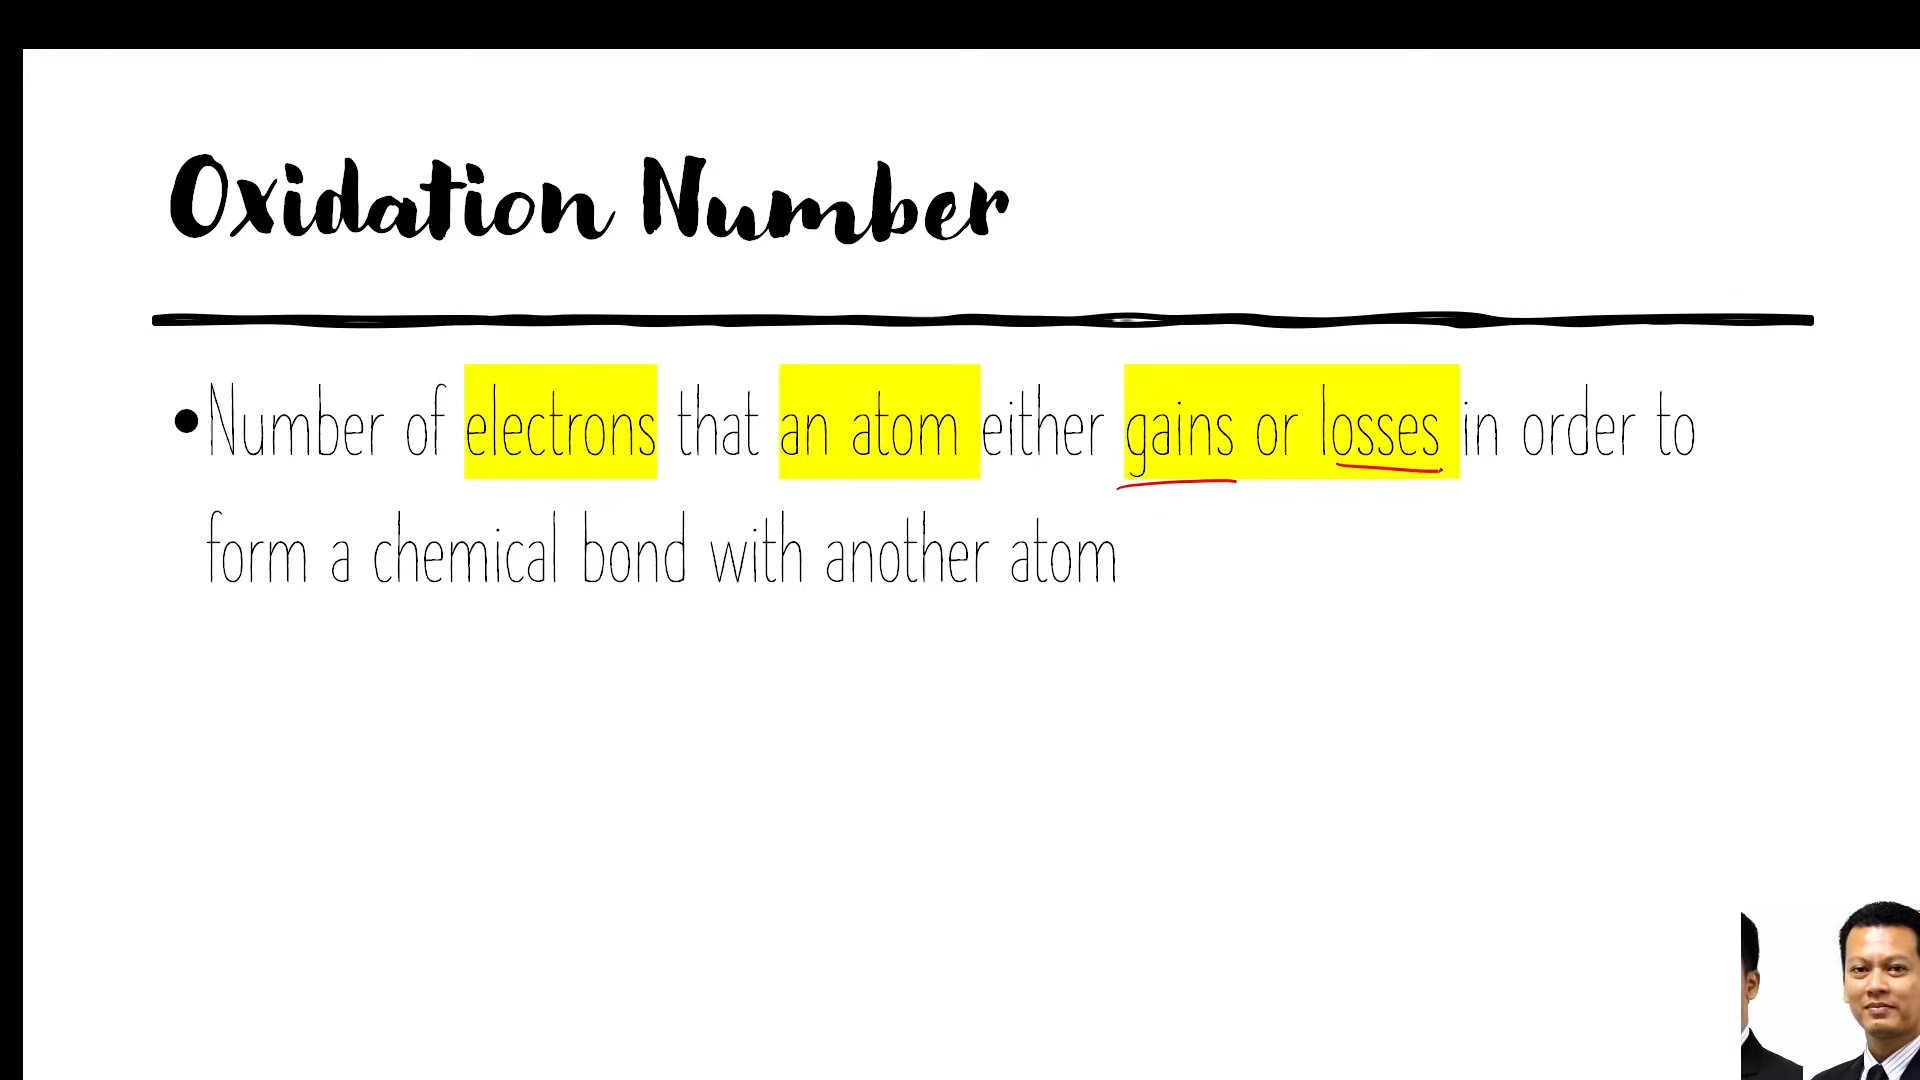 Oxidation Number
•Number of electrons that an atom either gains or losses in order to
form a chemical bond with another atom